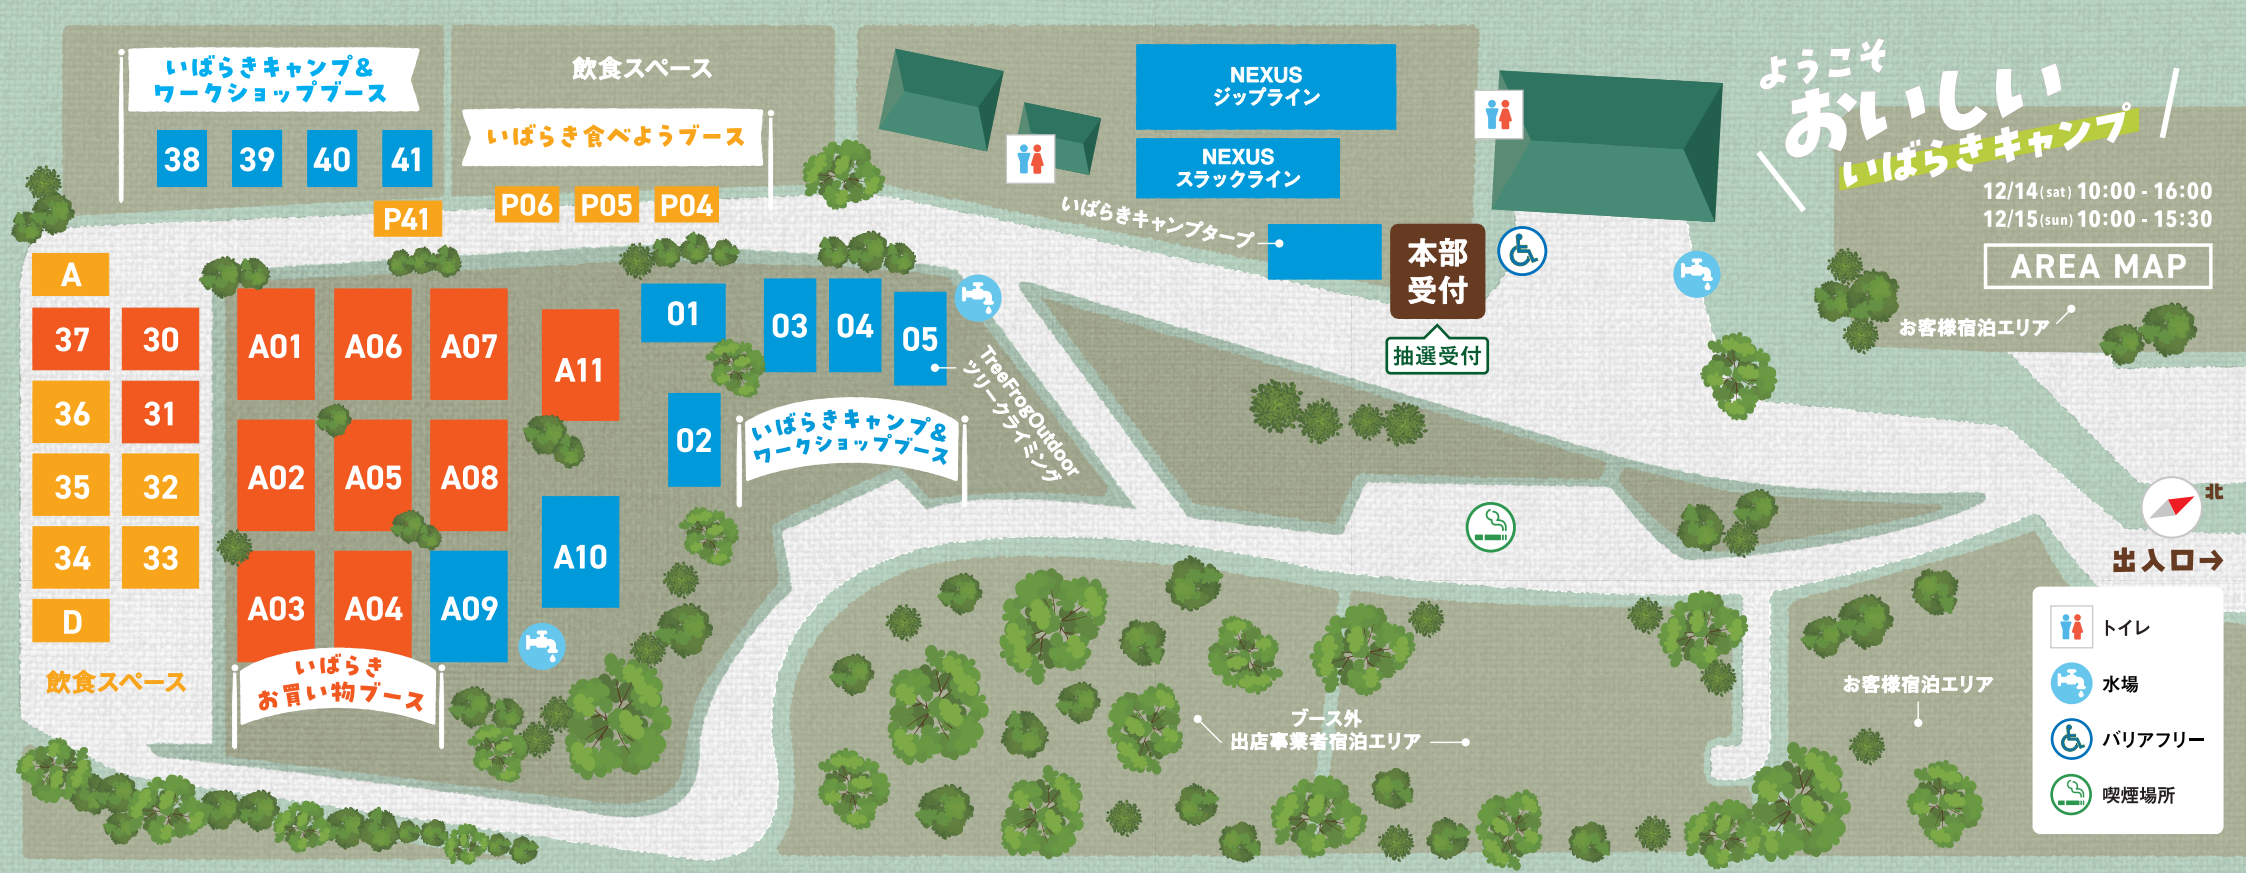 ようこそ
おいしい
いばらきキャンプ
12/14(sat) 10:00 - 16:00
12/15(sun) 10:00 - 15:30
AREA MAP
お客様宿泊エリア
いばらきキャンプ&
ワークショップブース
38 39 40 41
飲食スペース
いばらき食べようブース
P41 P06 P05 P04
NEXUS
ジップライン
NEXUS
スラックライン
いばらきキャンプタープ
本部
受付
抽選受付
A
37 30
36 31
35 32
34 33
D
飲食スペース
A01 A06 A07 A11
A02 A05 A08
A03 A04 A09 A10
いばらき
お買い物ブース
01 03 04 05
02
TreeFrogOutdoor
ツリークライミング
いばらきキャンプ&
ワークショップブース
ブース外
出店事業者宿泊エリア
お客様宿泊エリア
北
出入口→
トイレ
水場
バリアフリー
喫煙場所